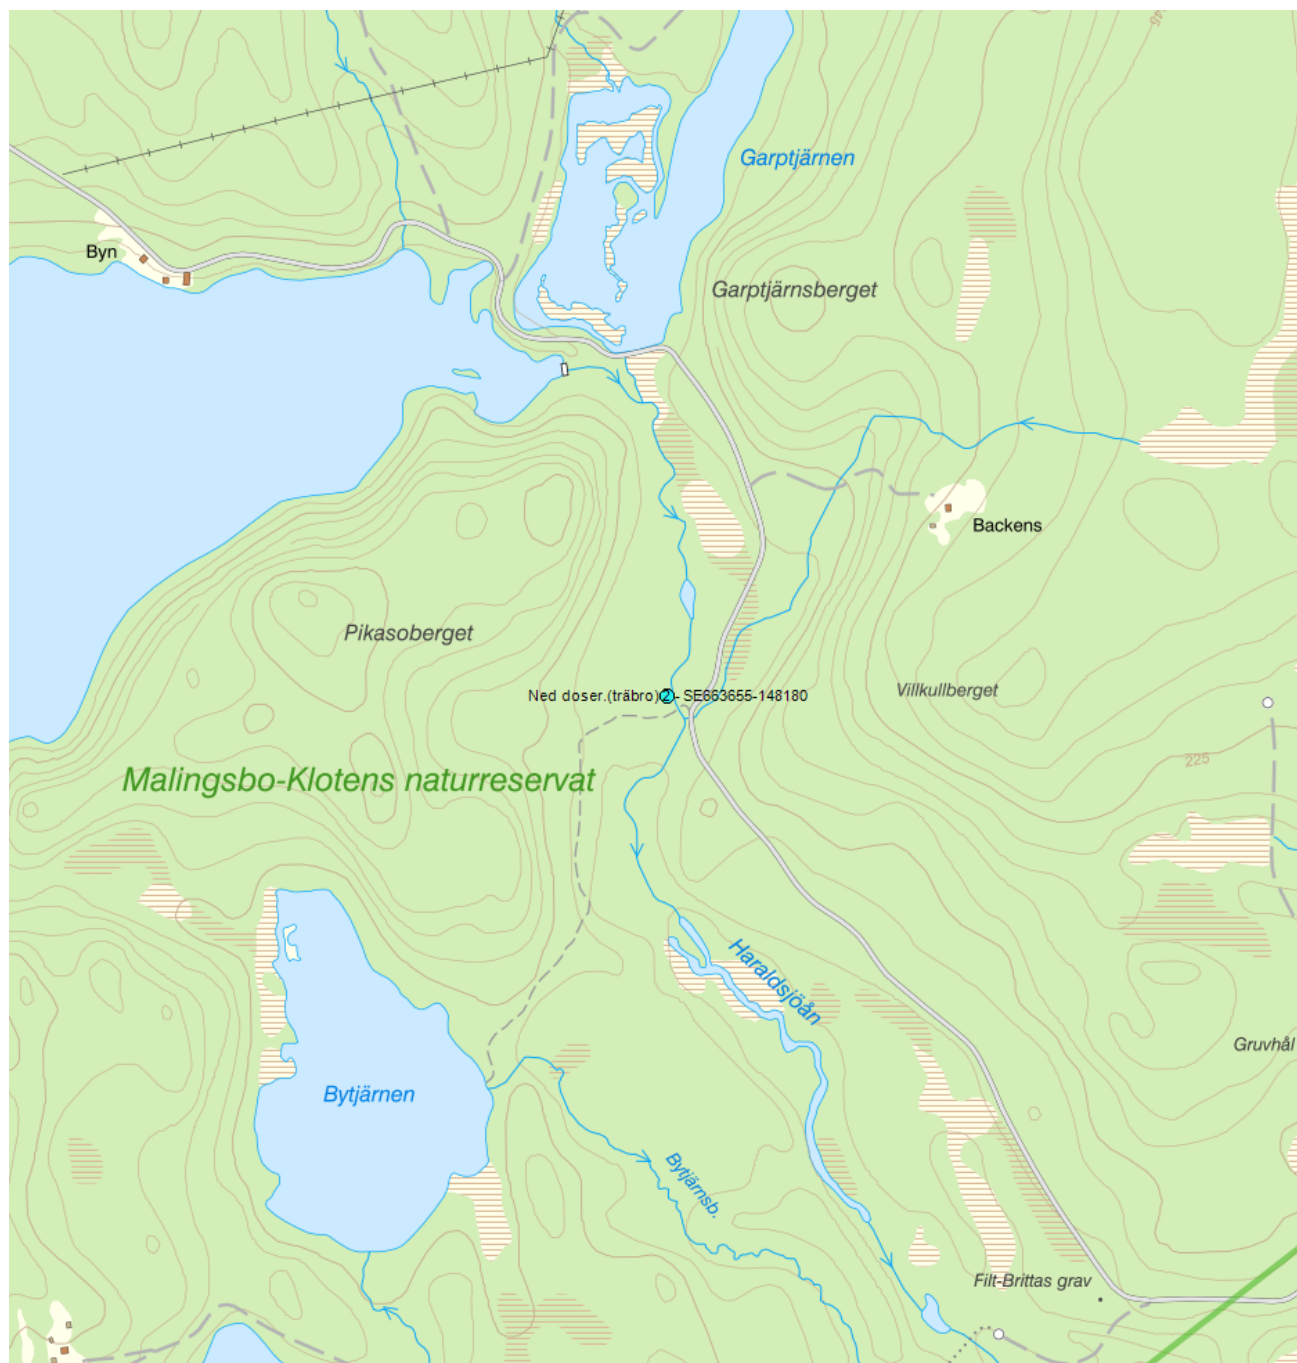 245
Garptjärnen
Byn
Garptjärnsberget
Backens
Pikasoberget
Villkullberget
Ned doser.(träbro)2 - SE663655-148180
225
Malingsbo-Klotens naturreservat
Haraldsjöån
Gruvhål
Bytjärnen
Bytjärnsb.
Filt-Brittas grav